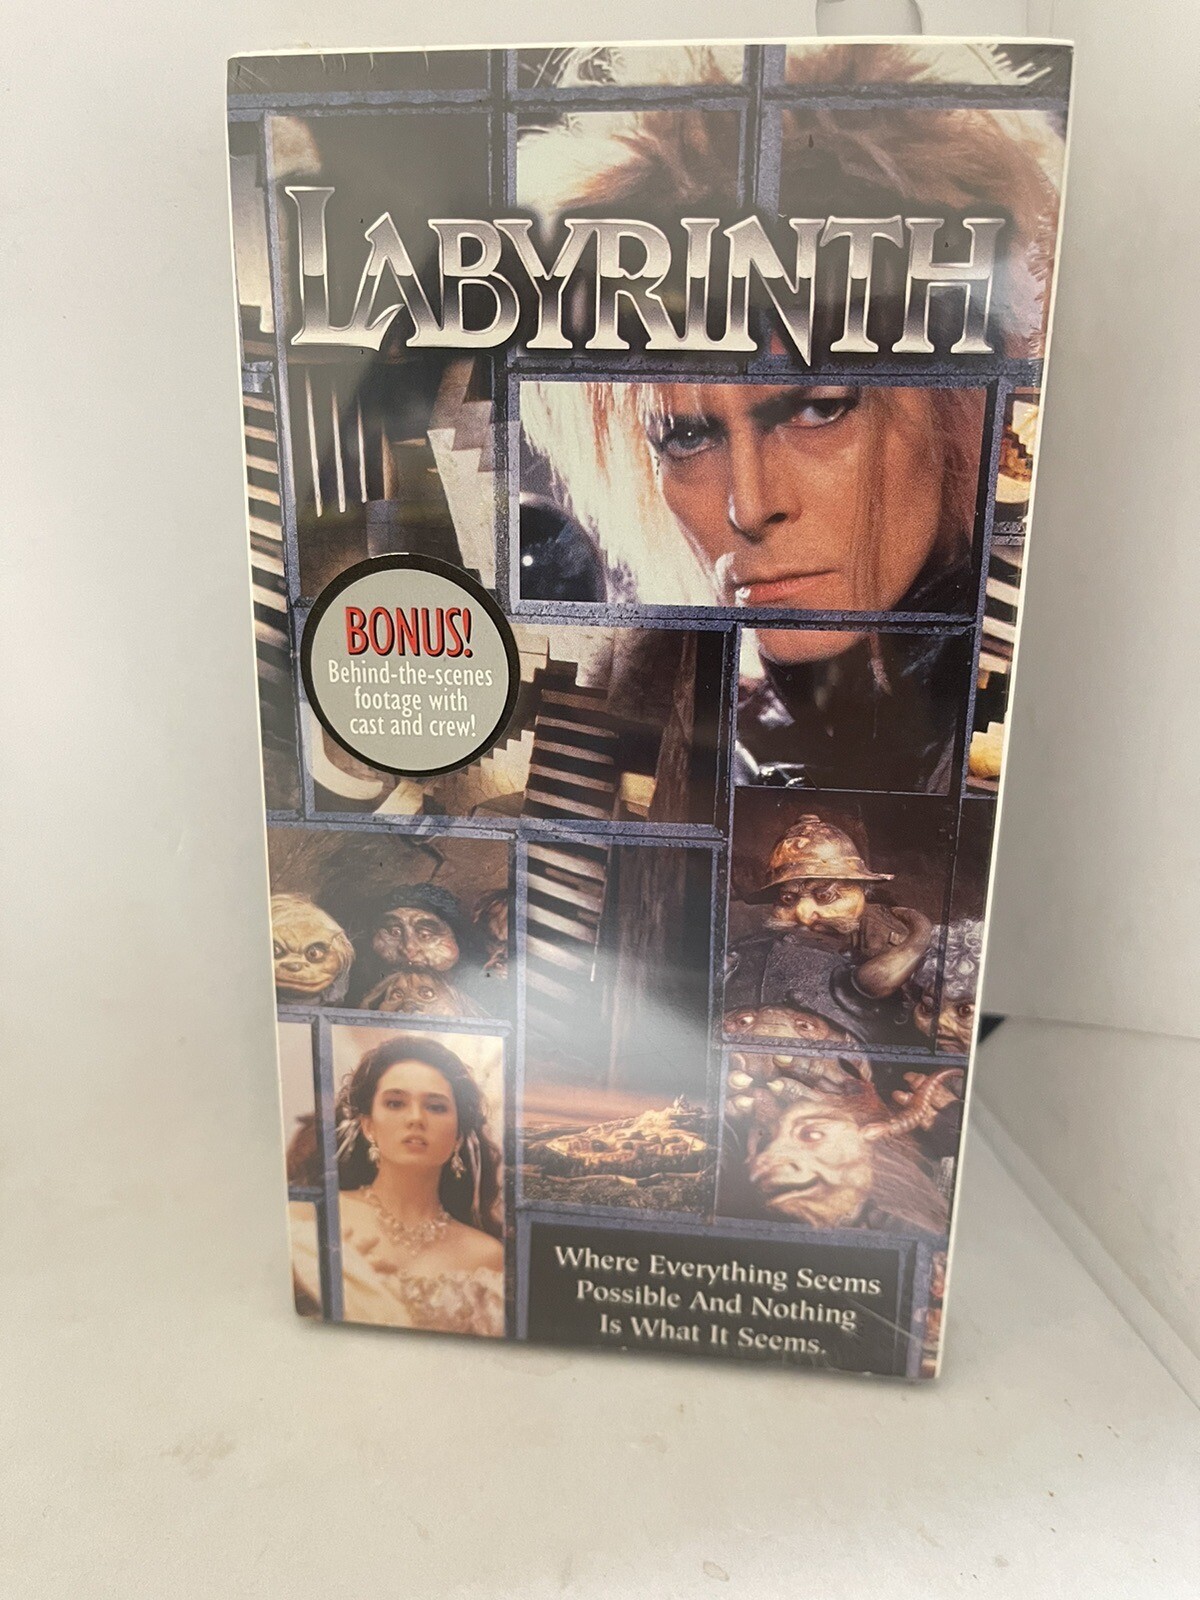 LABYRINTH
BONUS!
Behind-the-scenes
footage with
cast and crew!
Where Everything Seems
Possible And Nothing
Is What It Seems.